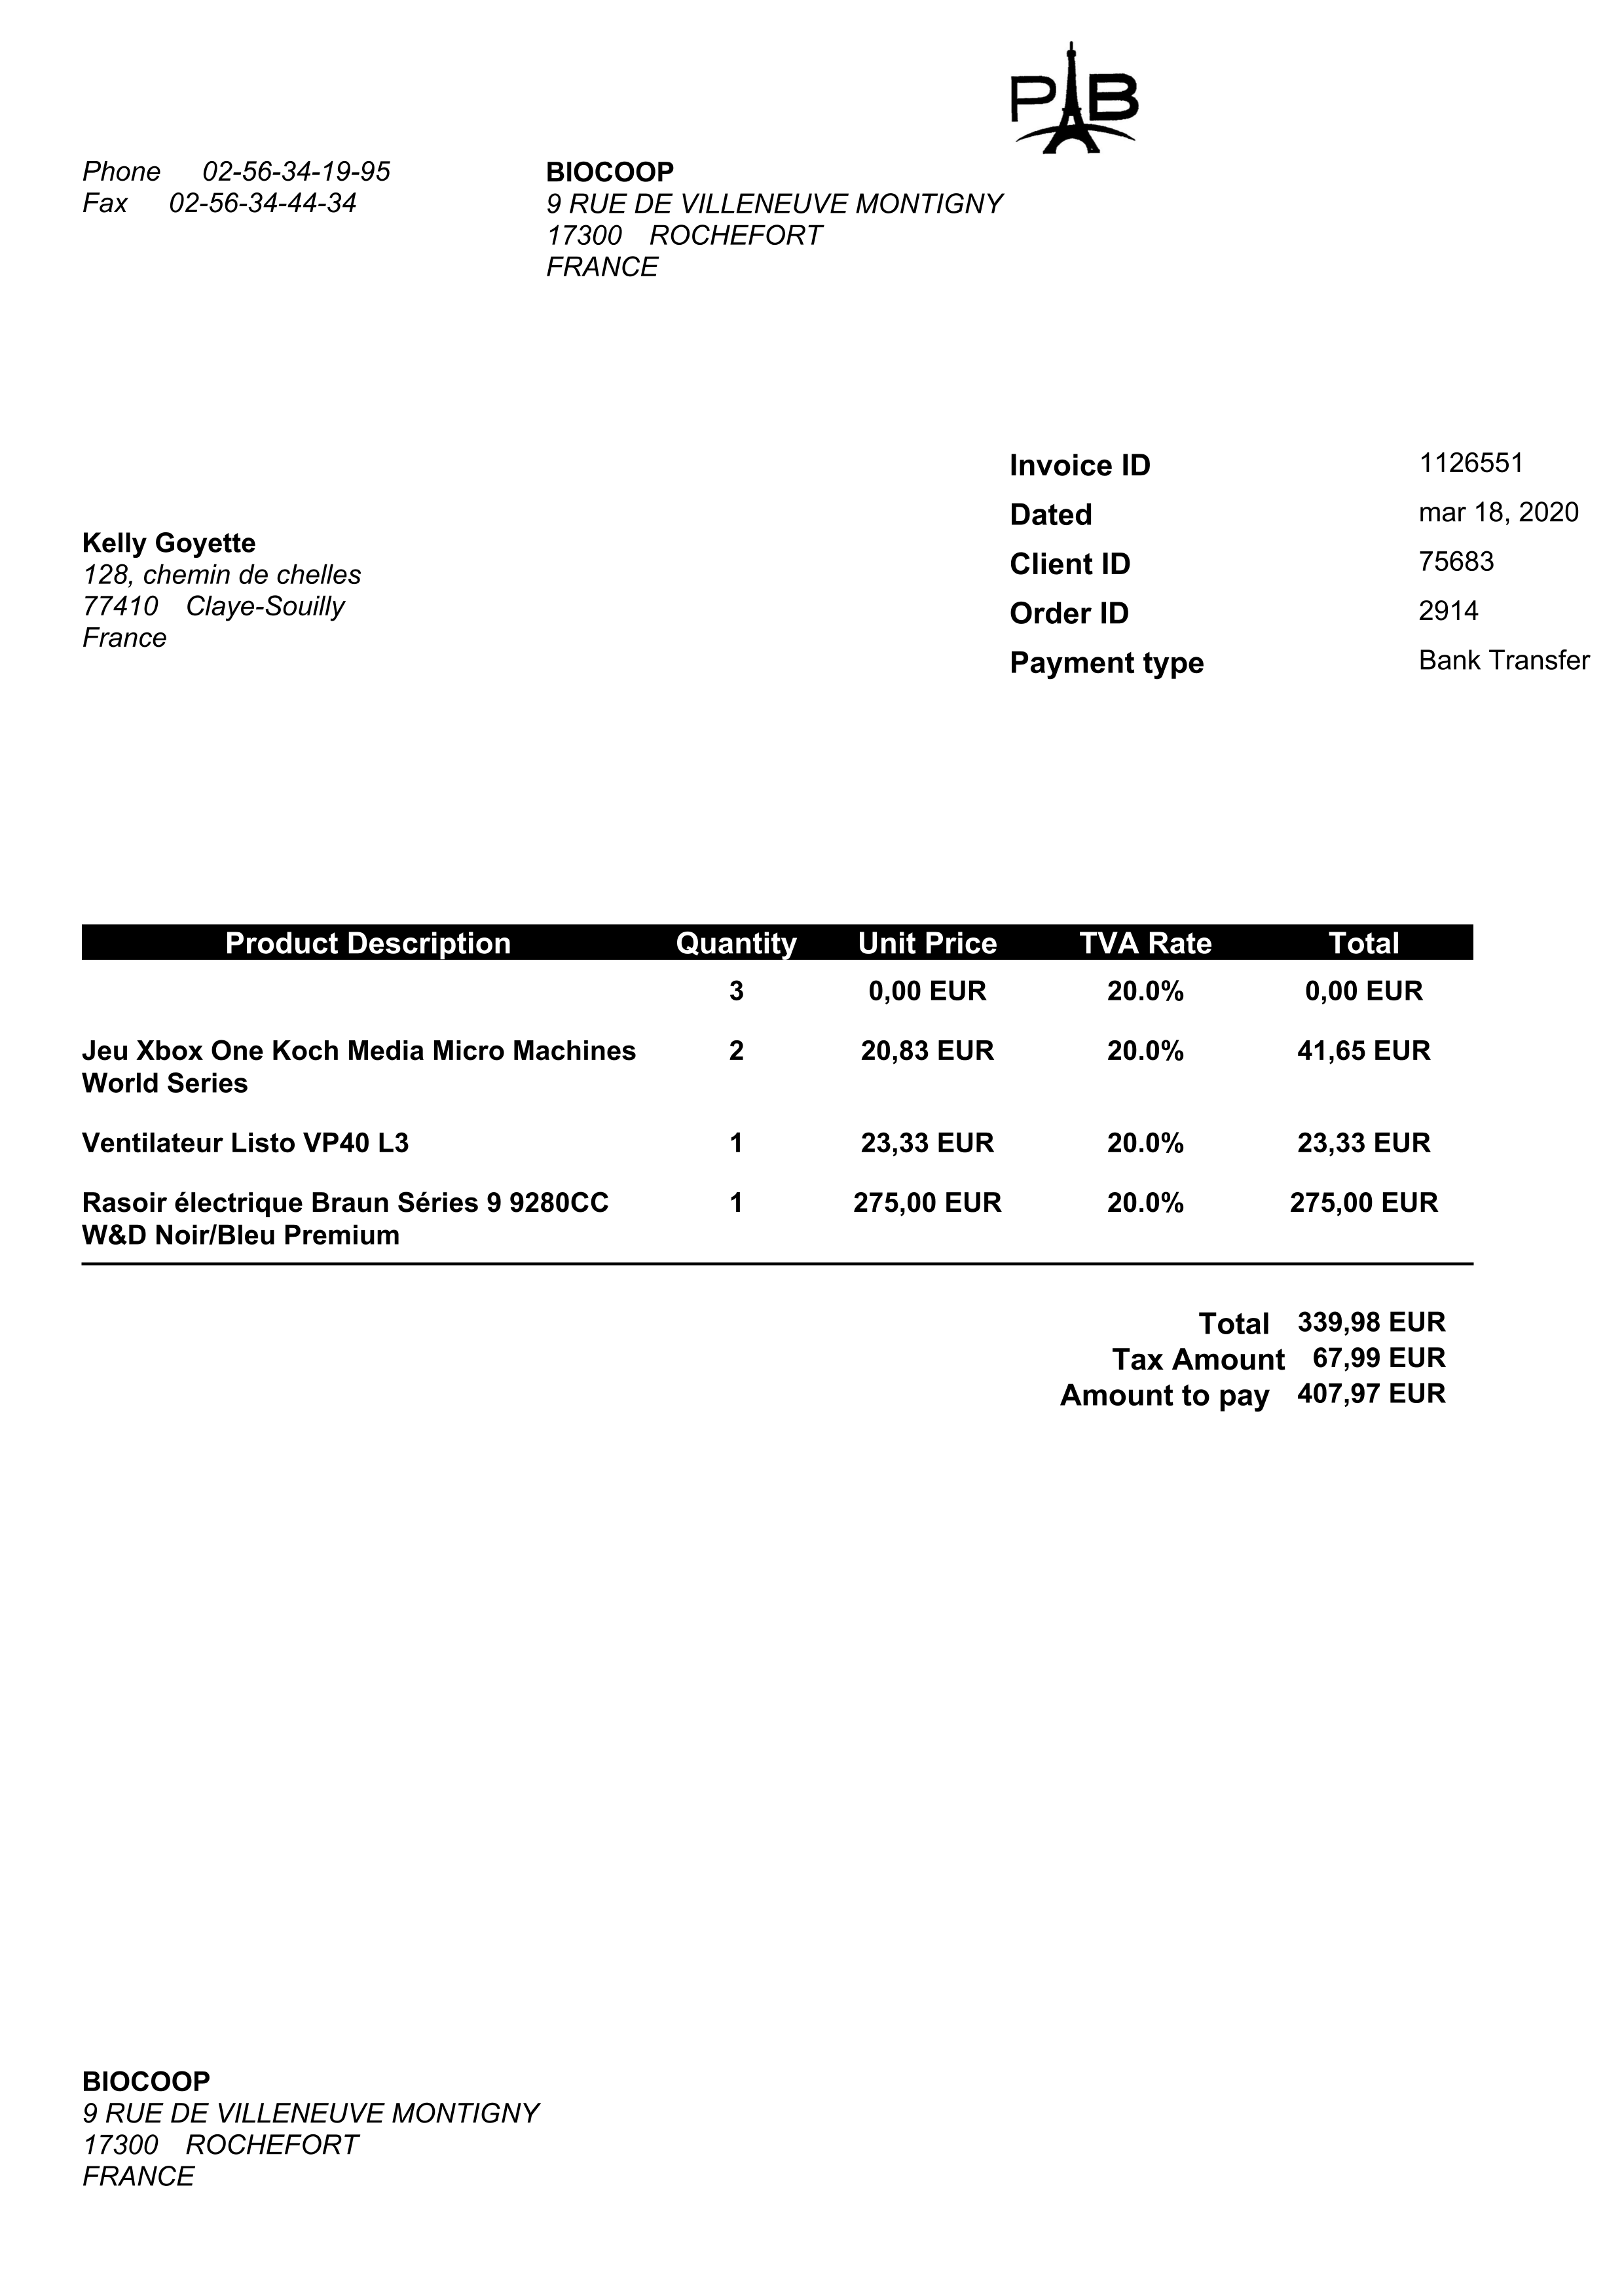 PB
Phone 02-56-34-19-95
Fax 02-56-34-44-34
BIOCOOP
9 RUE DE VILLENEUVE MONTIGNY
17300 ROCHEFORT
FRANCE
Invoice ID 1126551
Dated mar 18, 2020
Client ID 75683
Order ID 2914
Payment type Bank Transfer
Kelly Goyette
128, chemin de chelles
77410 Claye-Souilly
France
Product Description Quantity Unit Price TVA Rate Total
3 0,00 EUR 20.0% 0,00 EUR
Jeu Xbox One Koch Media Micro Machines 2 20,83 EUR 20.0% 41,65 EUR
World Series
Ventilateur Listo VP40 L3 1 23,33 EUR 20.0% 23,33 EUR
Rasoir électrique Braun Séries 9 9280CC 1 275,00 EUR 20.0% 275,00 EUR
W&D Noir/Bleu Premium
Total 339,98 EUR
Tax Amount 67,99 EUR
Amount to pay 407,97 EUR
BIOCOOP
9 RUE DE VILLENEUVE MONTIGNY
17300 ROCHEFORT
FRANCE